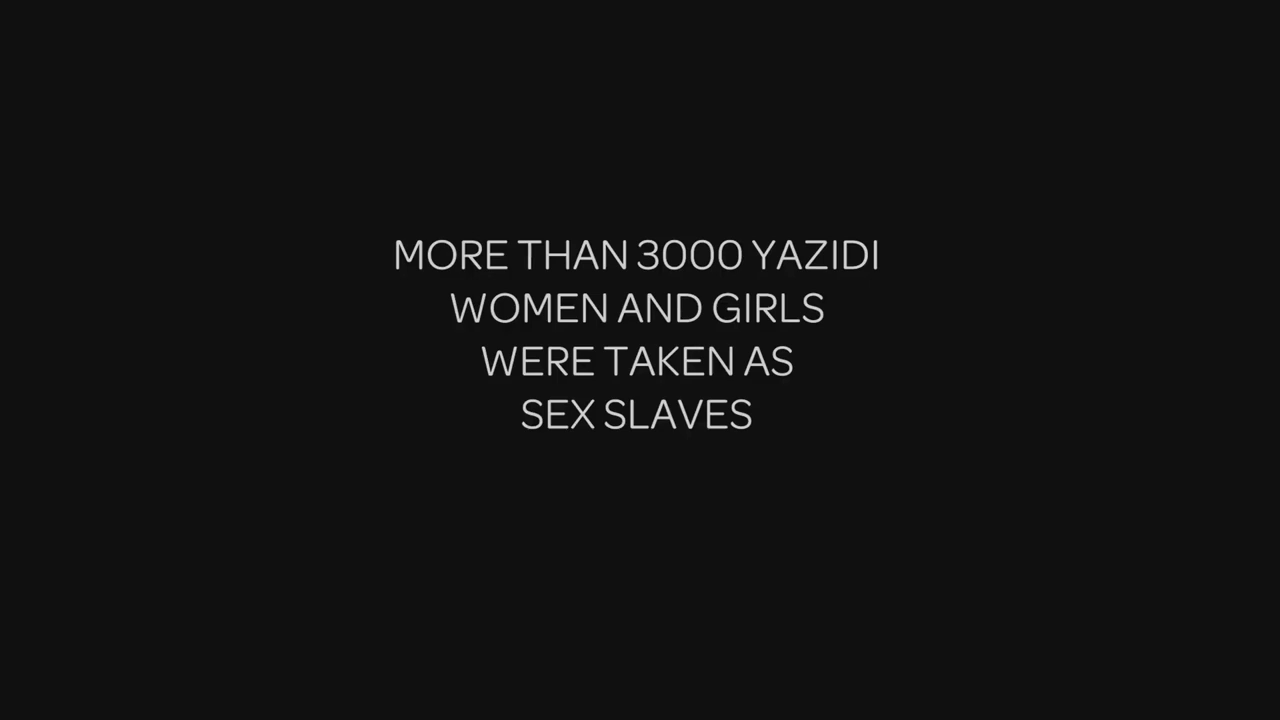 MORE THAN 3000 YAZIDI
WOMEN AND GIRLS
WERE TAKEN AS
SEX SLAVES